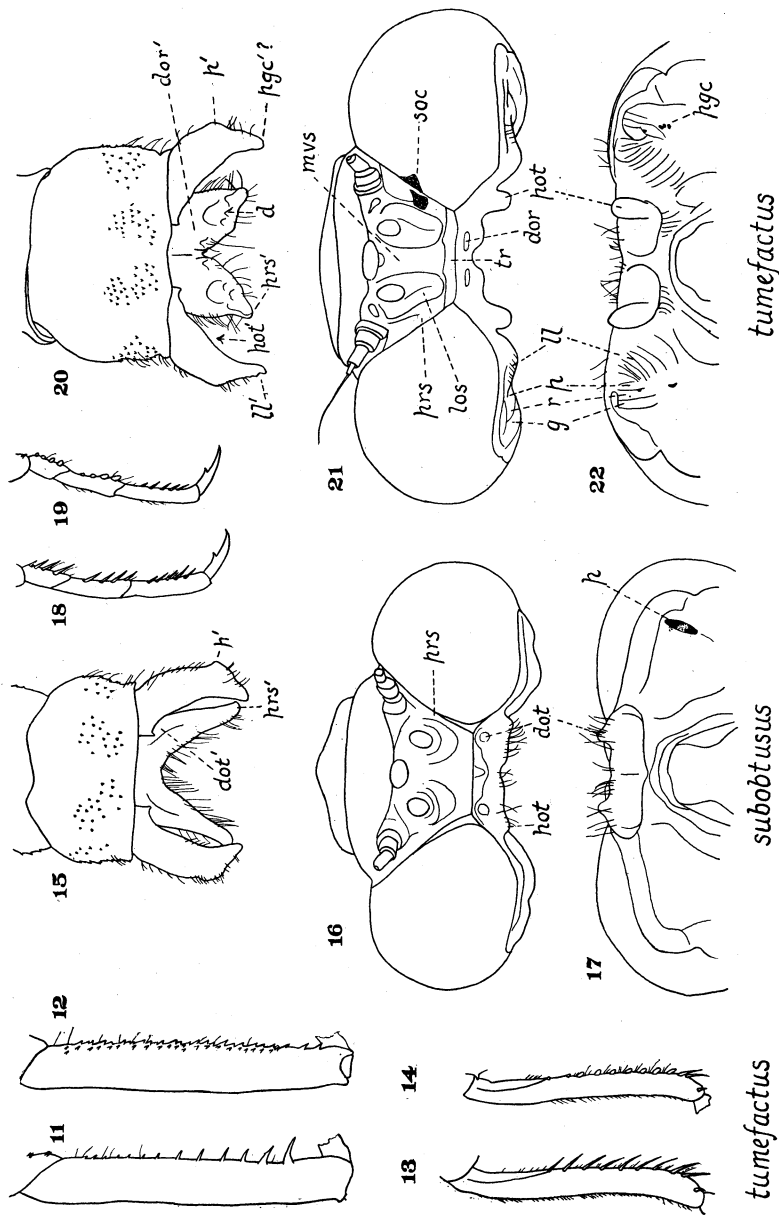 11
12
13
14
tumefactus
15
p'
prs'
dot'
16
prs
dot
pot
17
p
subobtusus
18
19
20
dor'
p'
pgc'?
d
prs'
pot'
ll'
21
mvs
soc
prs
los
tr
dor
pot
ll
p
r
g
22
pgc
tumefactus